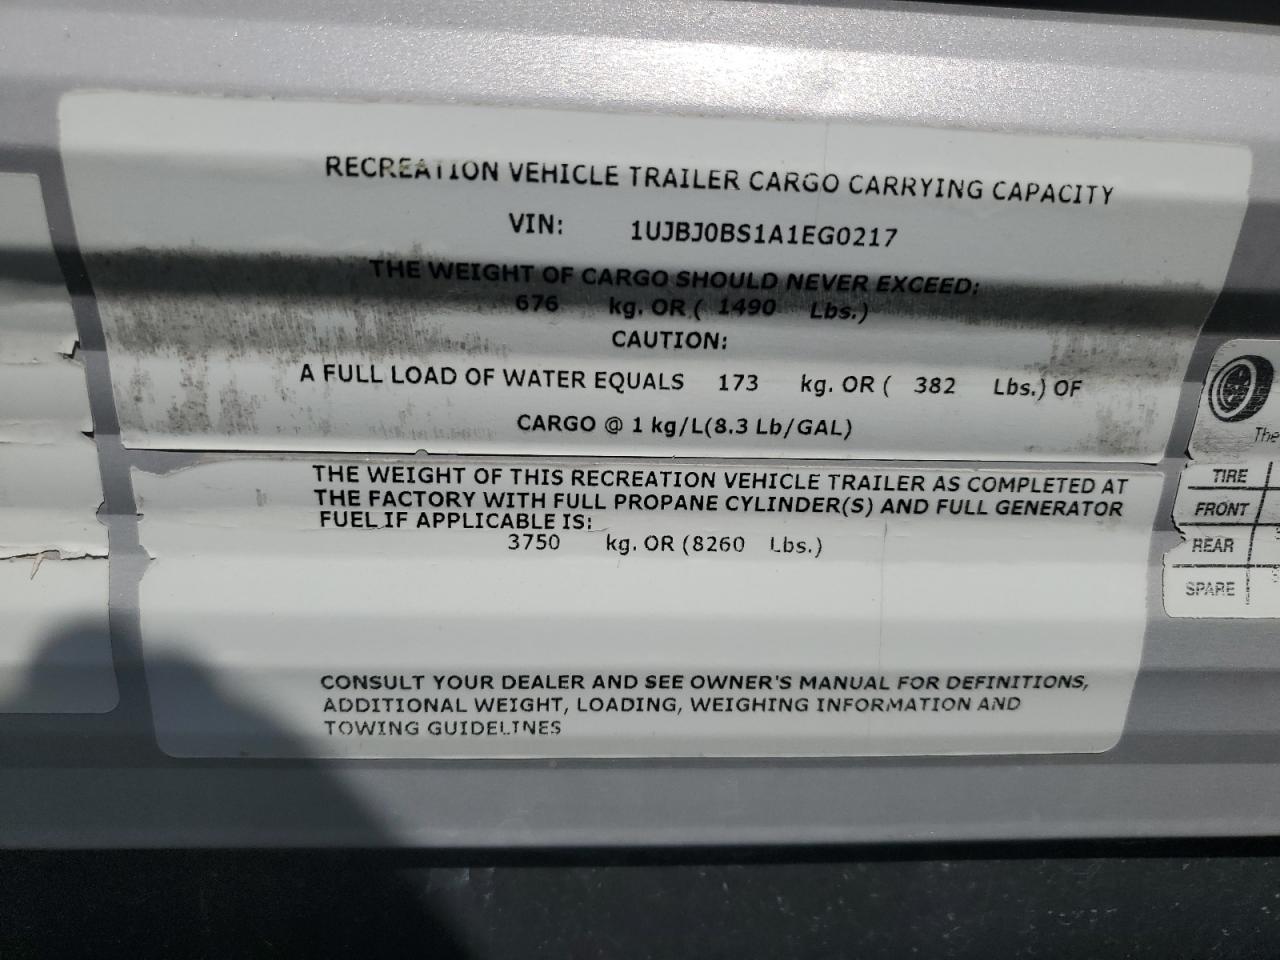 RECREATION VEHICLE TRAILER CARGO CARRYING CAPACITY
VIN: 1UJBJ0BS1A1EG0217
THE WEIGHT OF CARGO SHOULD NEVER EXCEED:
676 kg. OR ( 1490 Lbs.)
CAUTION:
A FULL LOAD OF WATER EQUALS 173 kg. OR ( 382 Lbs.) OF
CARGO @ 1 kg/L(8.3 Lb/GAL)
THE WEIGHT OF THIS RECREATION VEHICLE TRAILER AS COMPLETED AT
THE FACTORY WITH FULL PROPANE CYLINDER(S) AND FULL GENERATOR
FUEL,IF APPLICABLE IS:
3750 kg. OR (8260 Lbs.)
CONSULT YOUR DEALER AND SEE OWNER'S MANUAL FOR DEFINITIONS,
ADDITIONAL WEIGHT, LOADING, WEIGHING INFORMATION AND
TOWING GUIDELINES
The
TIRE
FRONT
REAR
SPARE